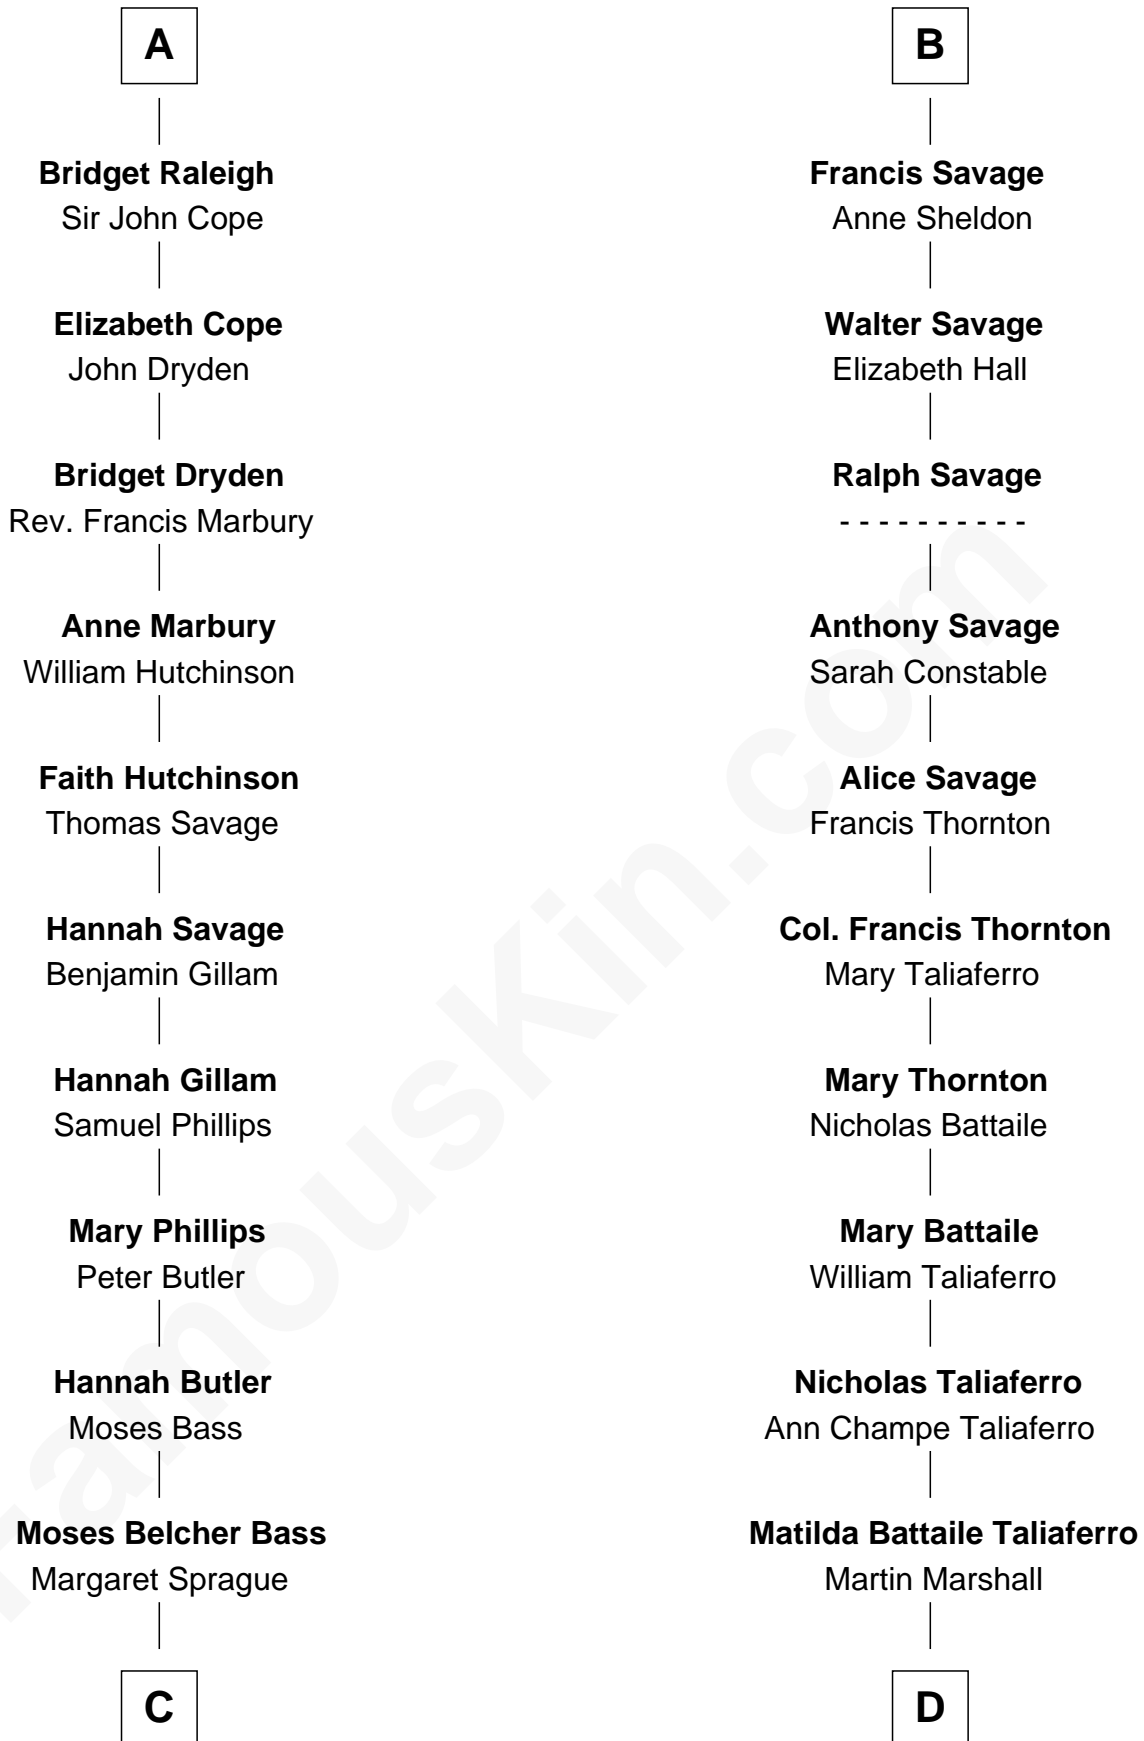 A
Bridget Raleigh
Sir John Cope
Elizabeth Cope
John Dryden
Bridget Dryden
Rev. Francis Marbury
Anne Marbury
William Hutchinson
Faith Hutchinson
Thomas Savage
Hannah Savage
Benjamin Gillam
Hannah Gillam
Samuel Phillips
Mary Phillips
Peter Butler
Hannah Butler
Moses Bass
Moses Belcher Bass
Margaret Sprague
C
B
Francis Savage
Anne Sheldon
Walter Savage
Elizabeth Hall
Ralph Savage
- - - - - - - - - -
Anthony Savage
Sarah Constable
Alice Savage
Francis Thornton
Col. Francis Thornton
Mary Taliaferro
Mary Thornton
Nicholas Battaile
Mary Battaile
William Taliaferro
Nicholas Taliaferro
Ann Champe Taliaferro
Matilda Battaile Taliaferro
Martin Marshall
D
FamousKin.com